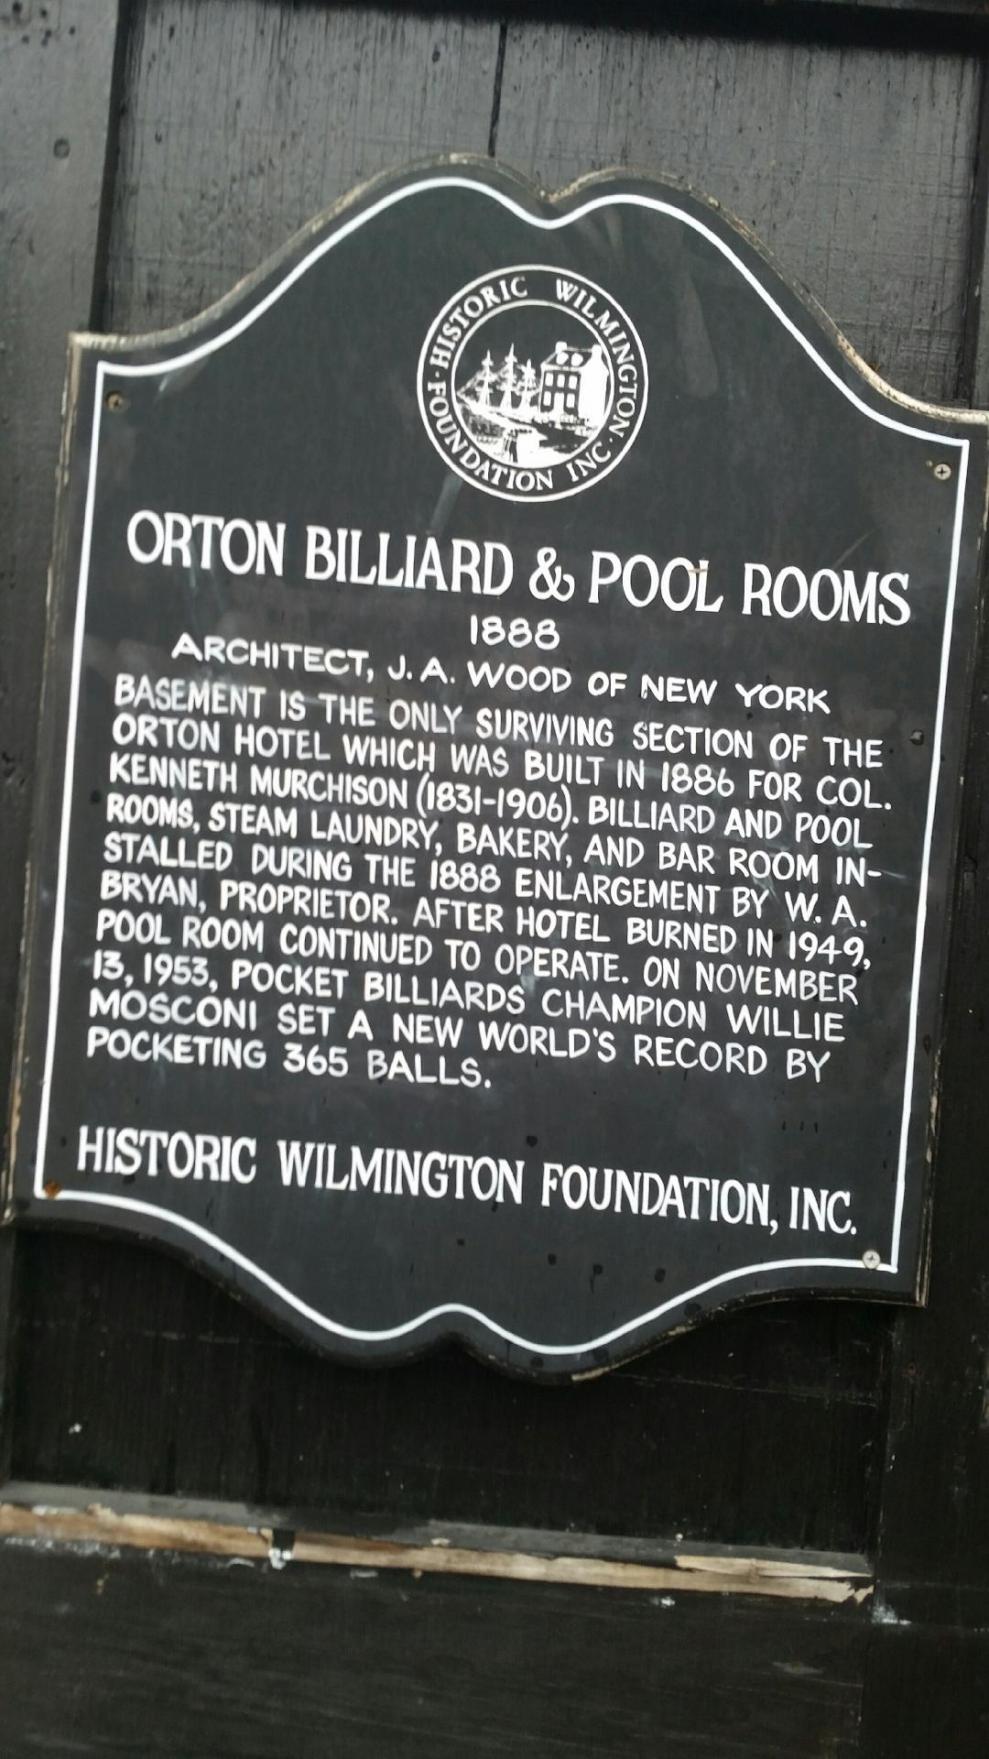 HISTORIC WILMINGTON
FOUNDATION INC.
ORTON BILLIARD & POOL ROOMS
1888
ARCHITECT, J. A. WOOD OF NEW YORK
BASEMENT IS THE ONLY SURVIVING SECTION OF THE
ORTON HOTEL WHICH WAS BUILT IN 1886 FOR COL.
KENNETH MURCHISON (1831-1906). BILLIARD AND POOL
ROOMS, STEAM LAUNDRY, BAKERY, AND BAR ROOM IN-
STALLED DURING THE 1888 ENLARGEMENT BY W. A.
BRYAN, PROPRIETOR. AFTER HOTEL BURNED IN 1949,
POOL ROOM CONTINUED TO OPERATE. ON NOVEMBER
13, 1953, POCKET BILLIARDS CHAMPION WILLIE
MOSCONI SET A NEW WORLD'S RECORD BY
POCKETING 365 BALLS.
HISTORIC WILMINGTON FOUNDATION, INC.